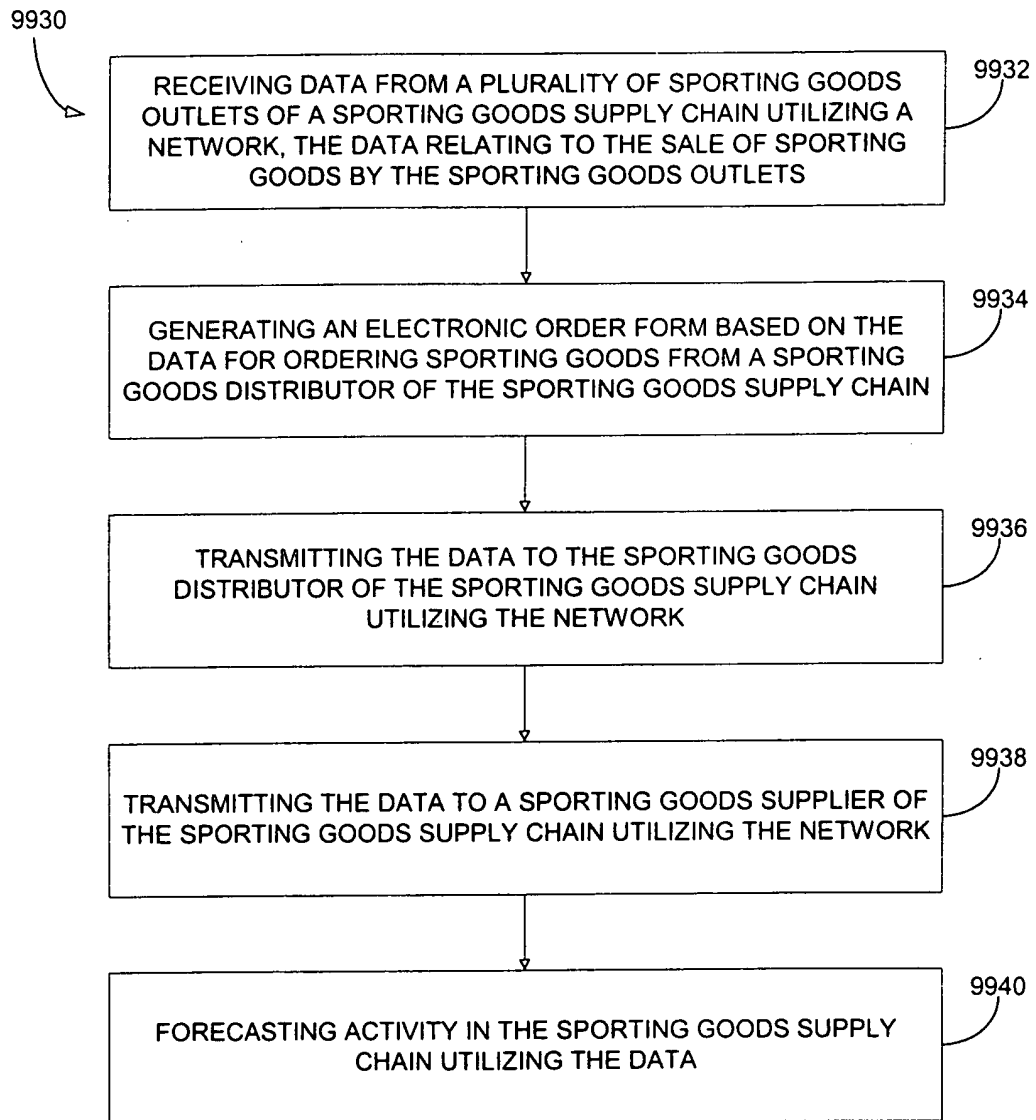 9930
RECEIVING DATA FROM A PLURALITY OF SPORTING GOODS
OUTLETS OF A SPORTING GOODS SUPPLY CHAIN UTILIZING A
NETWORK, THE DATA RELATING TO THE SALE OF SPORTING
GOODS BY THE SPORTING GOODS OUTLETS
9932
GENERATING AN ELECTRONIC ORDER FORM BASED ON THE
DATA FOR ORDERING SPORTING GOODS FROM A SPORTING
GOODS DISTRIBUTOR OF THE SPORTING GOODS SUPPLY CHAIN
9934
TRANSMITTING THE DATA TO THE SPORTING GOODS
DISTRIBUTOR OF THE SPORTING GOODS SUPPLY CHAIN
UTILIZING THE NETWORK
9936
TRANSMITTING THE DATA TO A SPORTING GOODS SUPPLIER OF
THE SPORTING GOODS SUPPLY CHAIN UTILIZING THE NETWORK
9938
FORECASTING ACTIVITY IN THE SPORTING GOODS SUPPLY
CHAIN UTILIZING THE DATA
9940